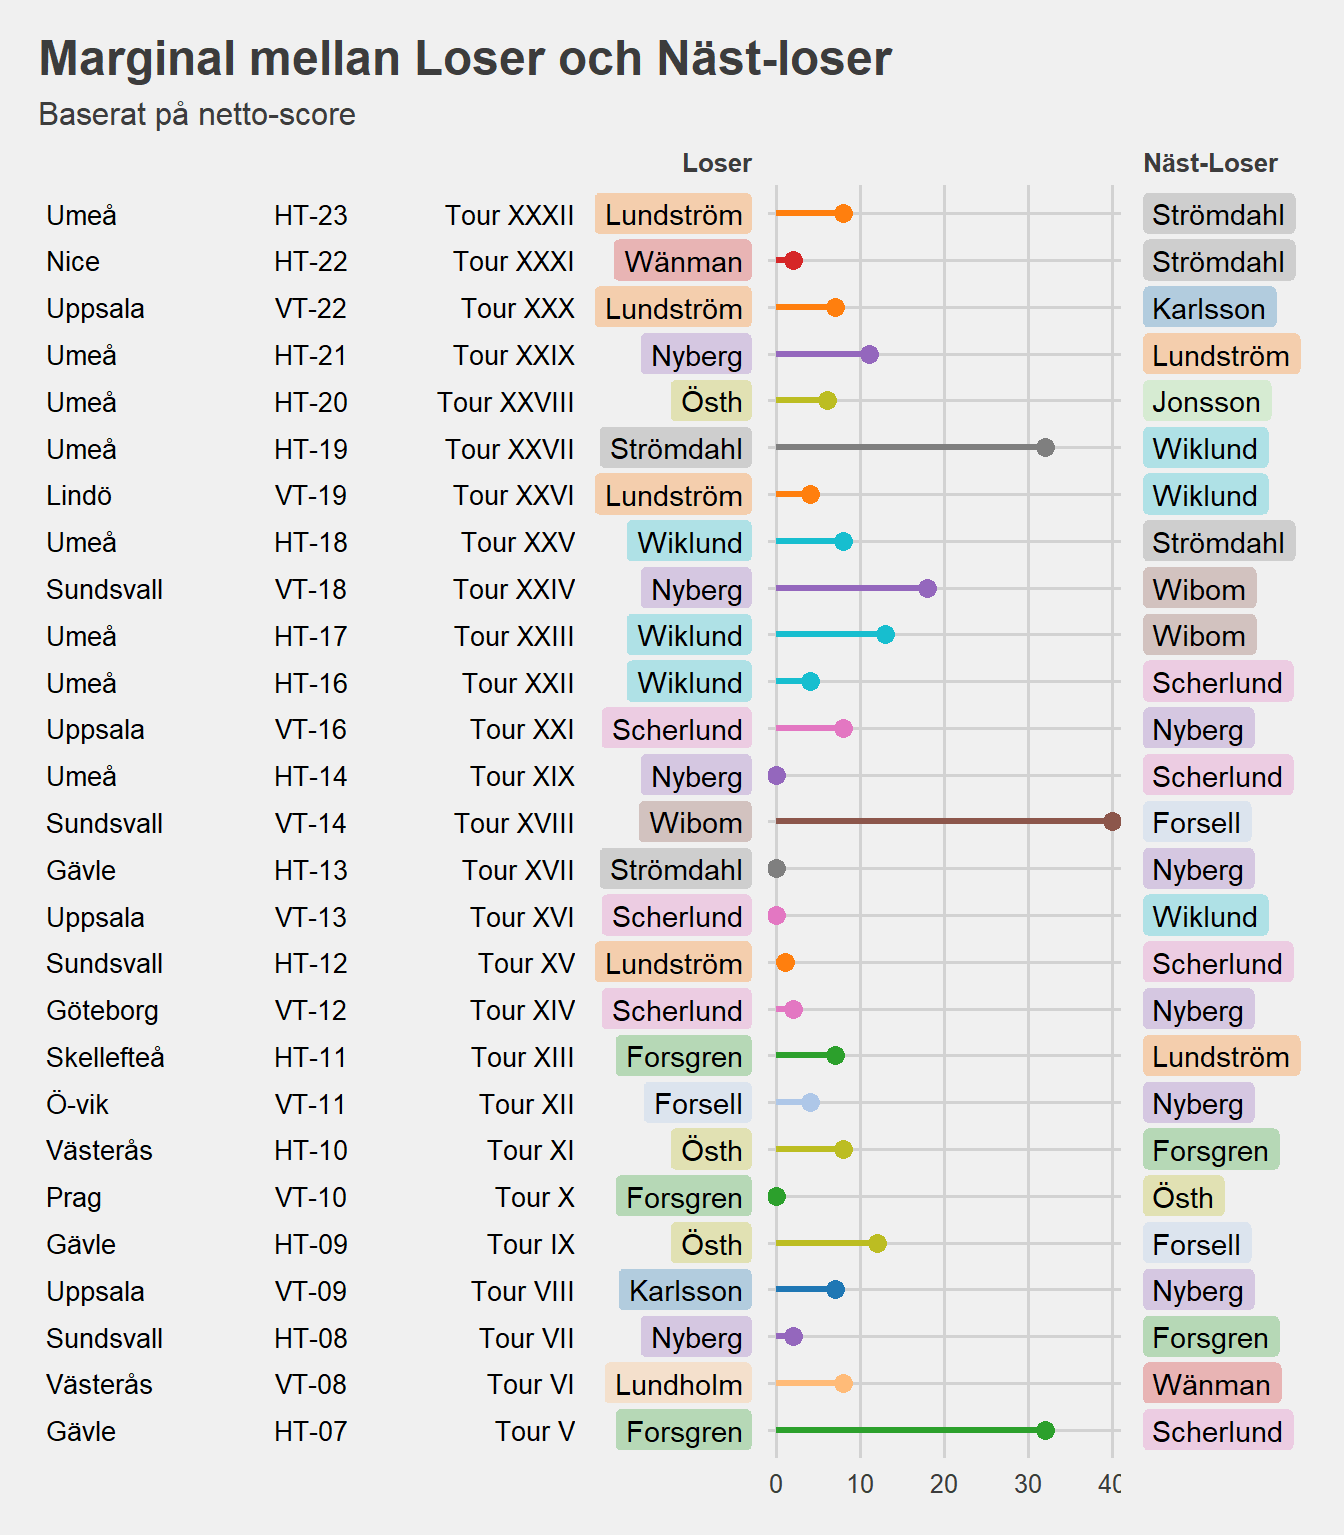 Marginal mellan Loser och Näst-loser
Baserat på netto-score
Loser Näst-Loser
Umeå HT-23 Tour XXXII Lundström Strömdahl
Nice HT-22 Tour XXXI Wänman Strömdahl
Uppsala VT-22 Tour XXX Lundström Karlsson
Umeå HT-21 Tour XXIX Nyberg Lundström
Umeå HT-20 Tour XXVIII Östh Jonsson
Umeå HT-19 Tour XXVII Strömdahl Wiklund
Lindö VT-19 Tour XXVI Lundström Wiklund
Umeå HT-18 Tour XXV Wiklund Strömdahl
Sundsvall VT-18 Tour XXIV Nyberg Wibom
Umeå HT-17 Tour XXIII Wiklund Wibom
Umeå HT-16 Tour XXII Wiklund Scherlund
Uppsala VT-16 Tour XXI Scherlund Nyberg
Umeå HT-14 Tour XIX Nyberg Scherlund
Sundsvall VT-14 Tour XVIII Wibom Forsell
Gävle HT-13 Tour XVII Strömdahl Nyberg
Uppsala VT-13 Tour XVI Scherlund Wiklund
Sundsvall HT-12 Tour XV Lundström Scherlund
Göteborg VT-12 Tour XIV Scherlund Nyberg
Skellefteå HT-11 Tour XIII Forsgren Lundström
Ö-vik VT-11 Tour XII Forsell Nyberg
Västerås HT-10 Tour XI Östh Forsgren
Prag VT-10 Tour X Forsgren Östh
Gävle HT-09 Tour IX Östh Forsell
Uppsala VT-09 Tour VIII Karlsson Nyberg
Sundsvall HT-08 Tour VII Nyberg Forsgren
Västerås VT-08 Tour VI Lundholm Wänman
Gävle HT-07 Tour V Forsgren Scherlund
0 10 20 30 40